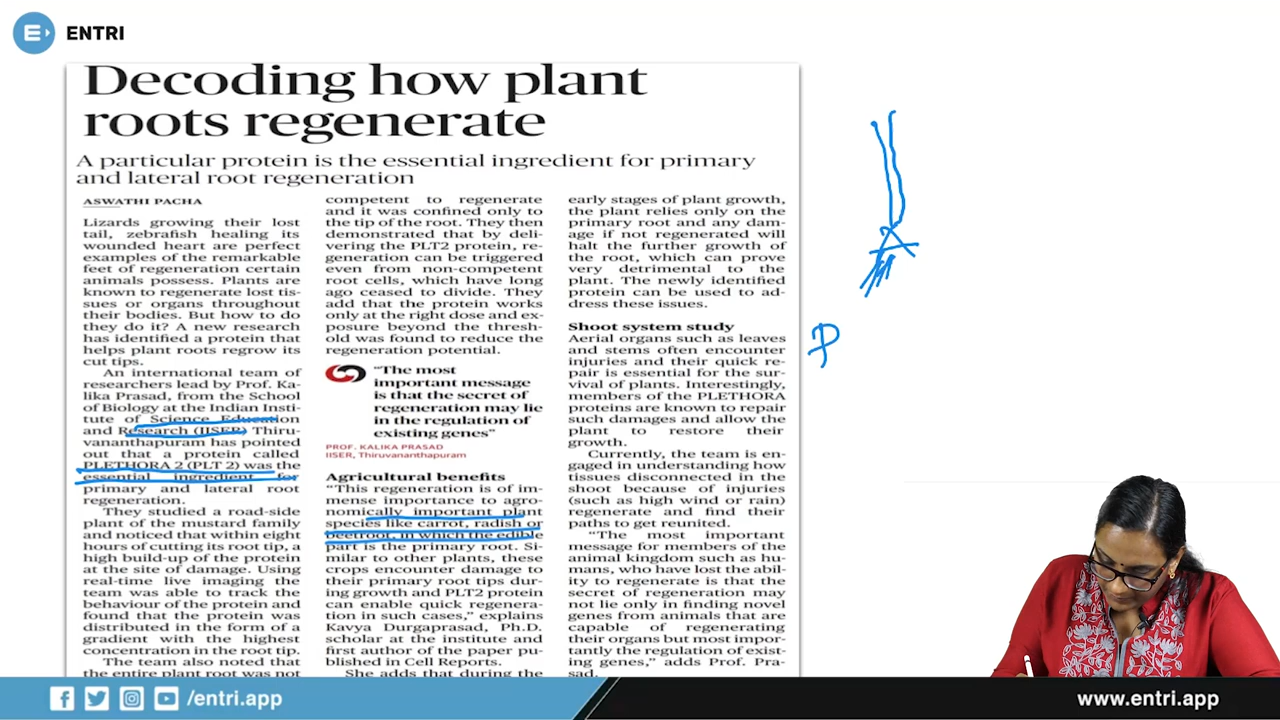 ENTRI
Decoding how plant
roots regenerate
A particular protein is the essential ingredient for primary
and lateral root regeneration
ASWATHI PACHA
Lizards growing their lost
tail, zebrafish healing its
wounded heart are perfect
examples of the remarkable
feet of regeneration certain
animals possess. Plants are
known to regenerate lost tis-
sues or organs throughout
their bodies. But how to do
they do it? A new research
has identified a protein that
helps plant roots regrow its
cut tips.
An international team of
researchers lead by Prof. Ka-
lika Prasad, from the School
of Biology at the Indian Insti-
tute of Science Education
and Research (IISER) Thiru-
vananthapuram has pointed
out that a protein called
PLETHORA 2 (PLT 2) was the
essential ingredient for
primary and lateral root
regeneration.
They studied a road-side
plant of the mustard family
and noticed that within eight
hours of cutting its root tip, a
high build-up of the protein
at the site of damage. Using
real-time live imaging the
team was able to track the
behaviour of the protein and
found that the protein was
distributed in the form of a
gradient with the highest
concentration in the root tip.
The team also noted that
the entire plant root was not
competent to regenerate
and it was confined only to
the tip of the root. They then
demonstrated that by deli-
vering the PLT2 protein, re-
generation can be triggered
even from non-competent
root cells, which have long
ago ceased to divide. They
add that the protein works
only at the right dose and ex-
posure beyond the thresh-
old was found to reduce the
regeneration potential.
"The most
important message
is that the secret of
regeneration may lie
in the regulation of
existing genes"
PROF. KALIKA PRASAD
IISER, Thiruvananthapuram
Agricultural benefits
"This regeneration is of im-
mense importance to agro-
nomically important plant
species like carrot, radish or
beetroot, in which the edible
part is the primary root. Si-
milar to other plants, these
crops encounter damage to
their primary root tips dur-
ing growth and PLT2 protein
can enable quick regenera-
tion in such cases," explains
Kavya Durgaprasad, Ph.D.
scholar at the institute and
first author of the paper pu-
blished in Cell Reports.
She adds that during the
early stages of plant growth,
the plant relies only on the
primary root and any dam-
age if not regenerated will
halt the further growth of
the root, which can prove
very detrimental to the
plant. The newly identified
protein can be used to ad-
dress these issues.
Shoot system study
Aerial organs such as leaves
and stems often encounter
injuries and their quick re-
pair is essential for the sur-
vival of plants. Interestingly,
members of the PLETHORA
proteins are known to repair
such damages and allow the
plant to restore their
growth.
Currently, the team is en-
gaged in understanding how
tissues disconnected in the
shoot because of injuries
(such as high wind or rain)
regenerate and find their
paths to get reunited.
"The most important
message for members of the
animal kingdom such as hu-
mans, who have lost the abil-
ity to regenerate is that the
secret of regeneration may
not lie only in finding novel
genes from animals that are
capable of regenerating
their organs but most impor-
tantly the regulation of exist-
ing genes," adds Prof. Pra-
sad.
P
/entri.app
www.entri.app